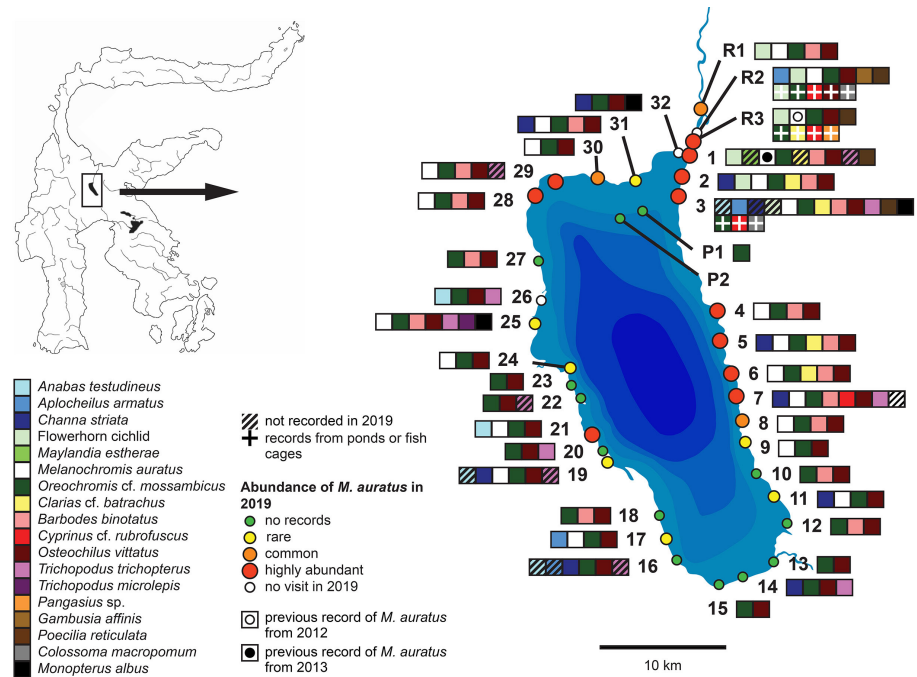 R1
R2
R3
32
31
30
29
28
27
26
25
24
23
22
21
20
19
18
17
16
15
1
2
3
P1
P2
4
5
6
7
8
9
10
11
12
13
14
10 km
Anabas testudineus
Aplocheilus armatus
Channa striata
Flowerhorn cichlid
Maylandia estherae
Melanochromis auratus
Oreochromis cf. mossambicus
Clarias cf. batrachus
Barbodes binotatus
Cyprinus cf. rubrofuscus
Osteochilus vittatus
Trichopodus trichopterus
Trichopodus microlepis
Pangasius sp.
Gambusia affinis
Poecilia reticulata
Colossoma macropomum
Monopterus albus
not recorded in 2019
records from ponds or fish
cages
Abundance of M. auratus in
2019
no records
rare
common
highly abundant
no visit in 2019
previous record of M. auratus
from 2012
previous record of M. auratus
from 2013